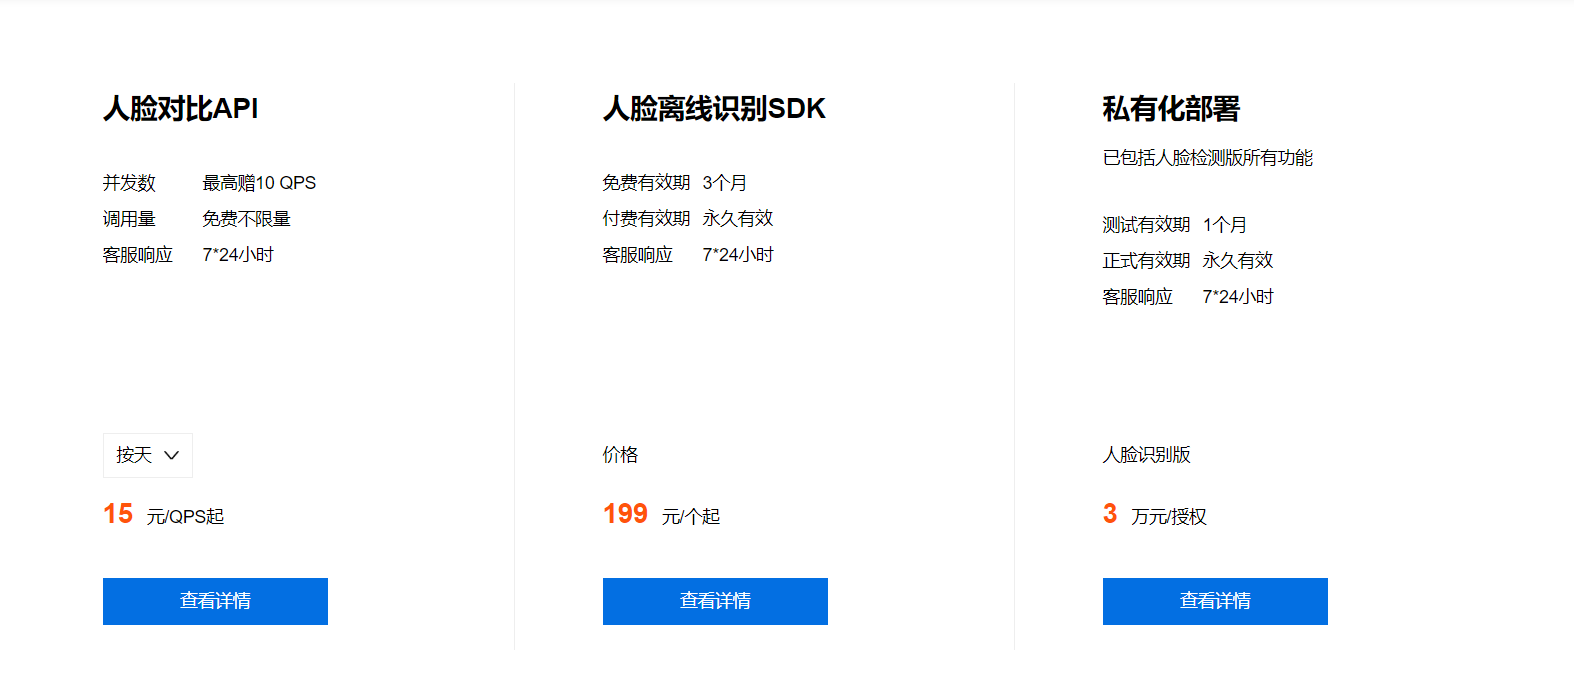 人脸对比API
并发数 最高赠10 QPS
调用量 免费不限量
客服响应 7*24小时
按天
15 元/QPS起
查看详情
人脸离线识别SDK
免费有效期 3个月
付费有效期 永久有效
客服响应 7*24小时
价格
199 元/个起
查看详情
私有化部署
已包括人脸检测版所有功能
测试有效期 1个月
正式有效期 永久有效
客服响应 7*24小时
人脸识别版
3 万元/授权
查看详情